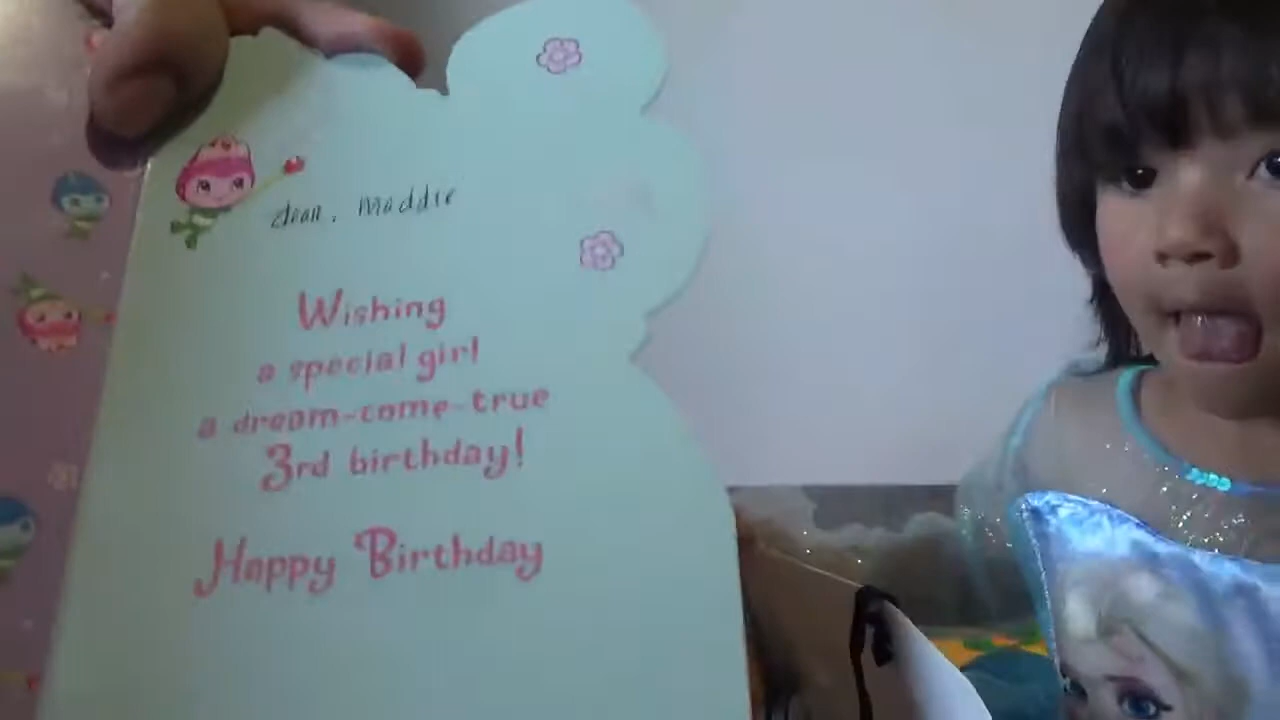 dear, Maddie
Wishing
a special girl
a dream-come-true
3rd birthday!
Happy Birthday